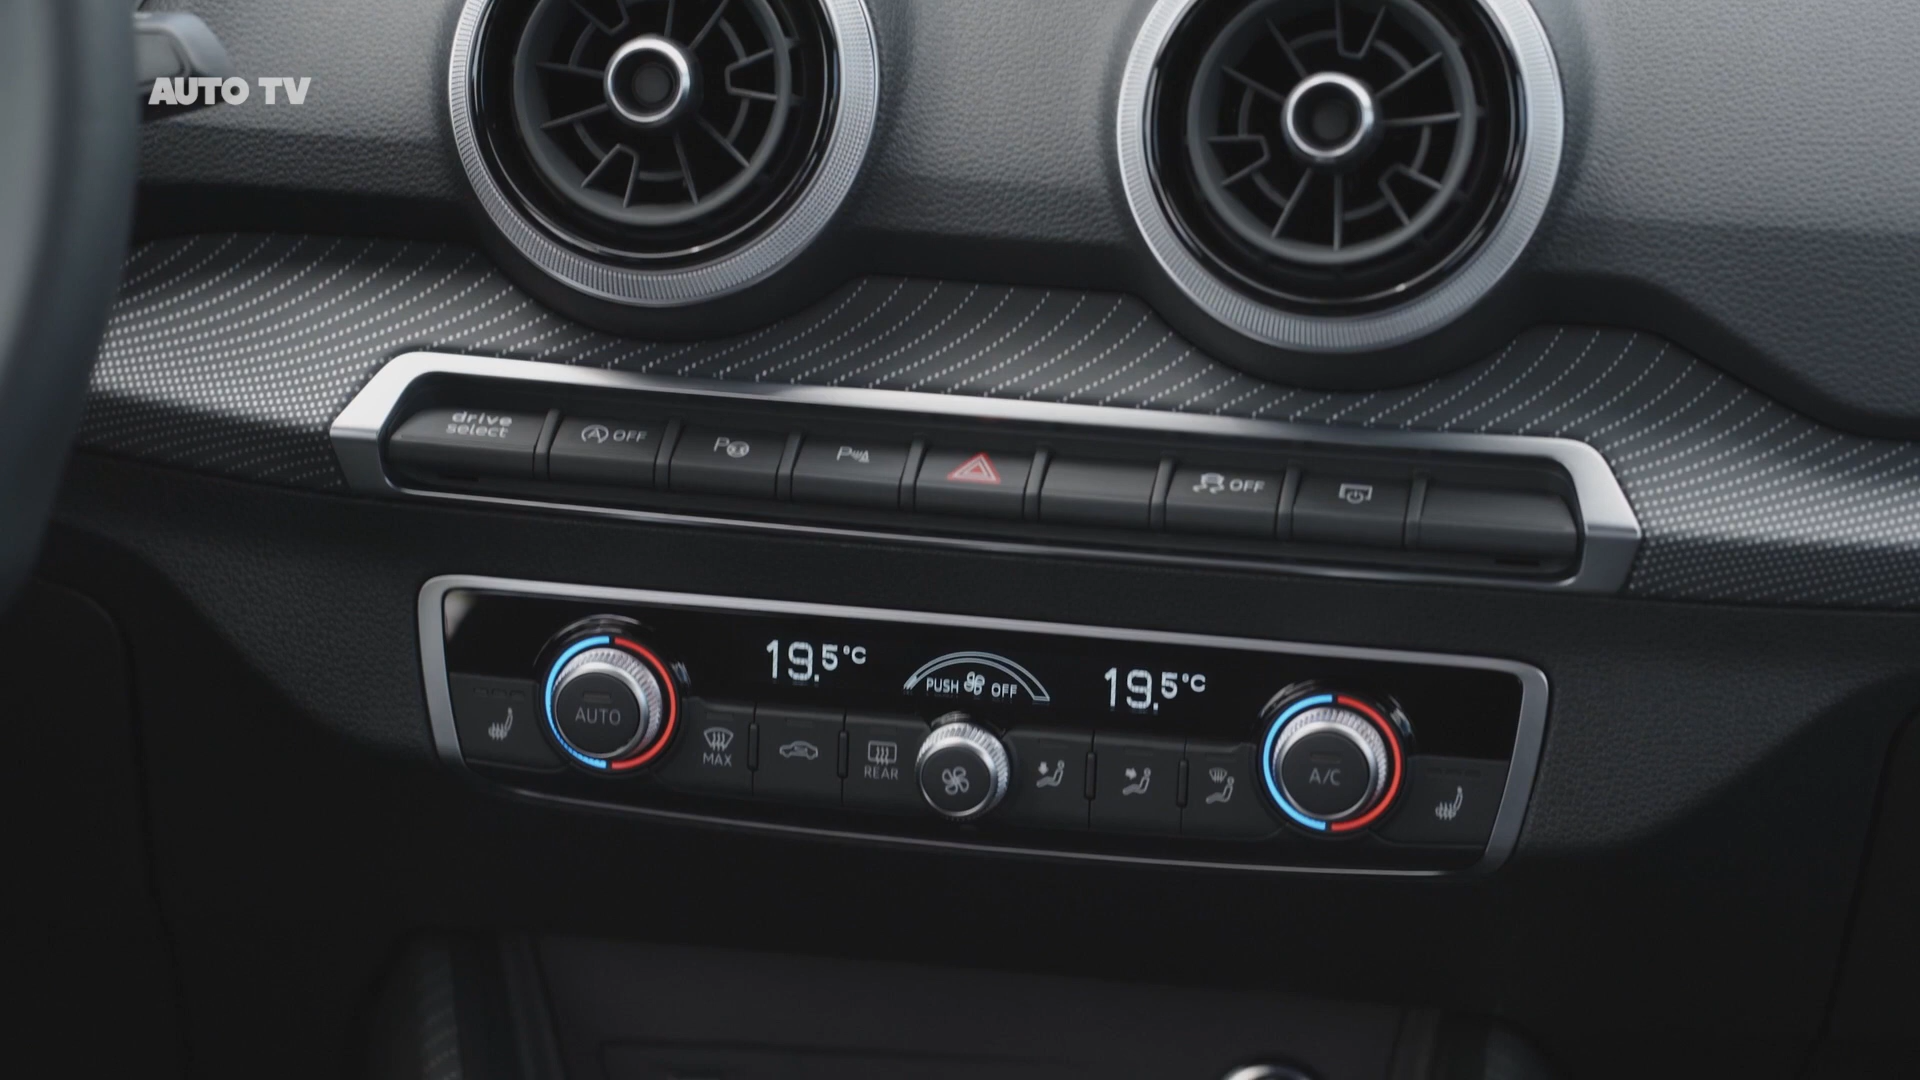 AUTO TV
drive
select
OFF
P
P
OFF
19.5°C
PUSH OFF
19.5°C
AUTO
MAX
REAR
A/C